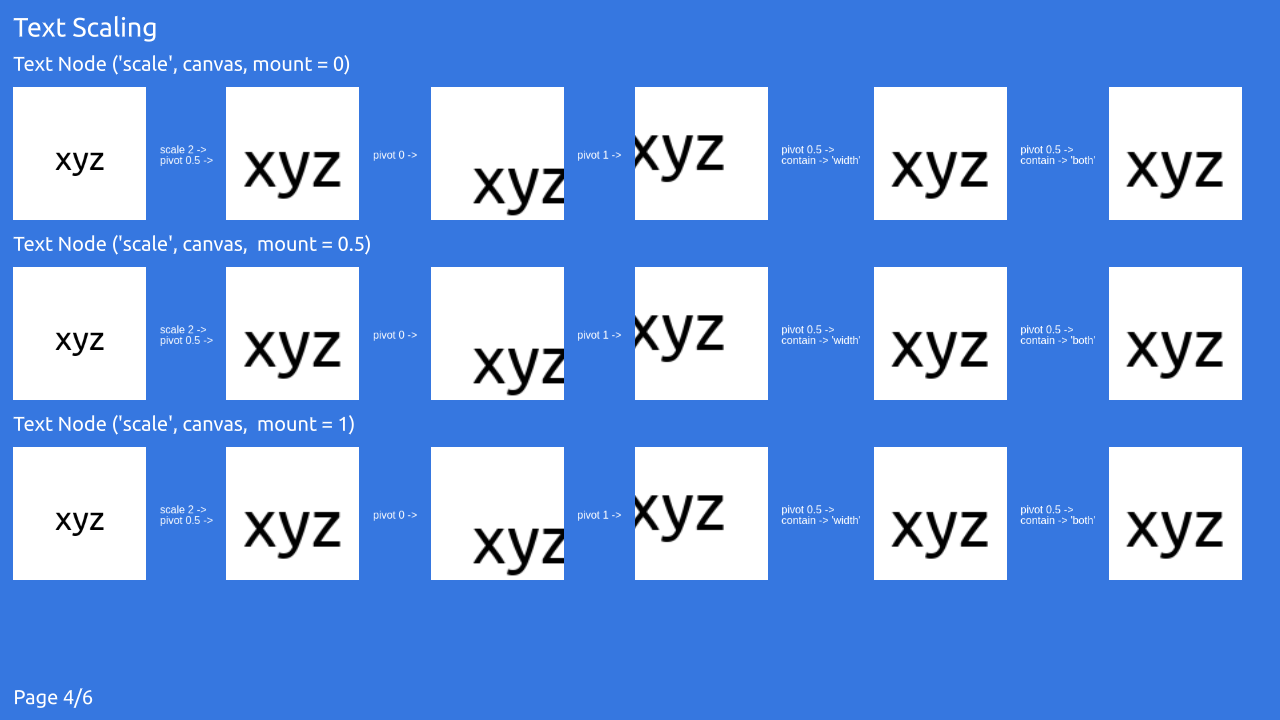 Text Scaling
Text Node ('scale', canvas, mount = 0)
xyz
scale 2 ->
pivot 0.5 ->
xyz
pivot 0 ->
xyz
pivot 1 ->
xyz
pivot 0.5 ->
contain -> 'width'
xyz
pivot 0.5 ->
contain -> 'both'
xyz
Text Node ('scale', canvas,  mount = 0.5)
xyz
scale 2 ->
pivot 0.5 ->
xyz
pivot 0 ->
xyz
pivot 1 ->
xyz
pivot 0.5 ->
contain -> 'width'
xyz
pivot 0.5 ->
contain -> 'both'
xyz
Text Node ('scale', canvas,  mount = 1)
xyz
scale 2 ->
pivot 0.5 ->
xyz
pivot 0 ->
xyz
pivot 1 ->
xyz
pivot 0.5 ->
contain -> 'width'
xyz
pivot 0.5 ->
contain -> 'both'
xyz
Page 4/6